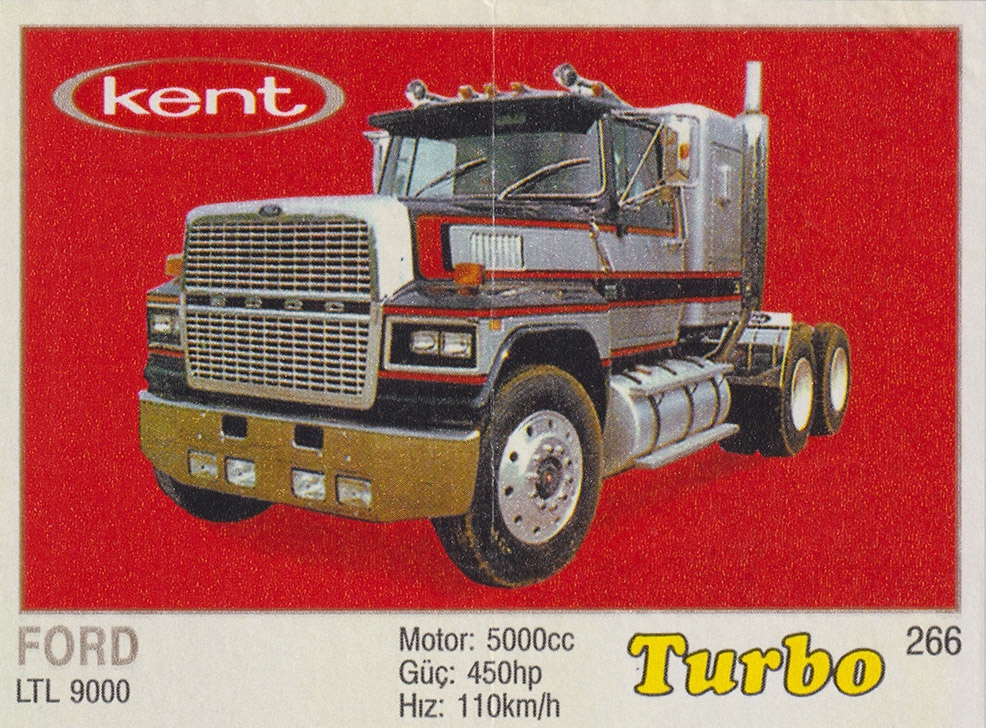 kent
FORD
LTL 9000
Motor: 5000cc
Güç: 450hp
Hız: 110km/h
Turbo
266